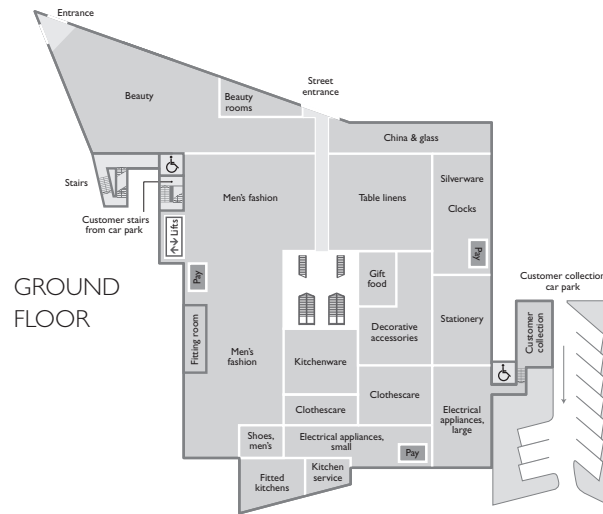 Entrance
Street
entrance
Beauty
Beauty
rooms
China & glass
Stairs
Customer stairs
from car park
Lifts
Men's fashion
Table linens
Silverware
Clocks
Pay
Pay
GROUND
FLOOR
Gift
food
Customer collection
car park
Fitting room
Men's
fashion
Decorative
accessories
Stationery
Customer
collection
Kitchenware
Clothescare
Clothescare
Electrical
appliances,
large
Shoes,
men's
Electrical appliances,
small
Pay
Fitted
kitchens
Kitchen
service